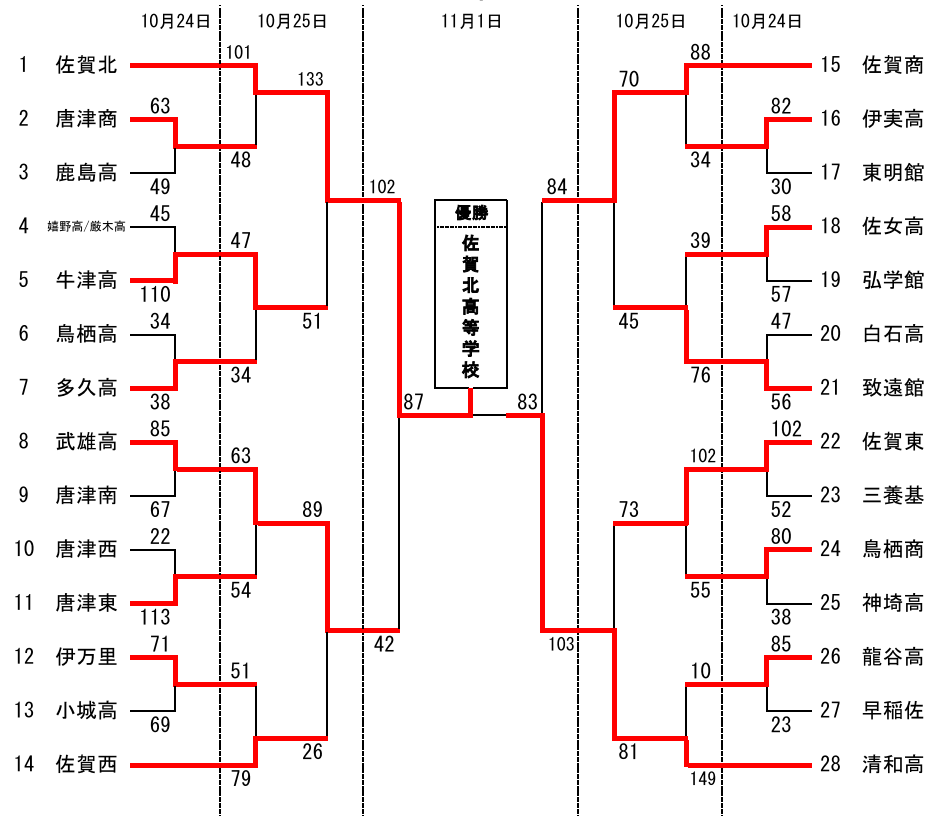 10月24日 10月25日 11月1日 10月25日 10月24日
1 佐賀北 101 133
2 唐津商 63 48
3 鹿島高 49 102
4 嬉野高/厳木高 45
5 牛津高 110 47
6 鳥栖高 34 51
7 多久高 38 34
87
8 武雄高 85 63
9 唐津南 67 89
10 唐津西 22
11 唐津東 113 54
12 伊万里 71 51 42
13 小城高 69
14 佐賀西 79 26
優勝
佐賀北高等学校
70 88 15 佐賀商
34 82 16 伊実高
84 30 17 東明館
39 58 18 佐女高
57 19 弘学館
45 47 20 白石高
76 56 21 致遠館
83
102 102 22 佐賀東
73 52 23 三養基
55 80 24 鳥栖商
38 25 神埼高
103 10 85 26 龍谷高
23 27 早稲佐
81 149 28 清和高